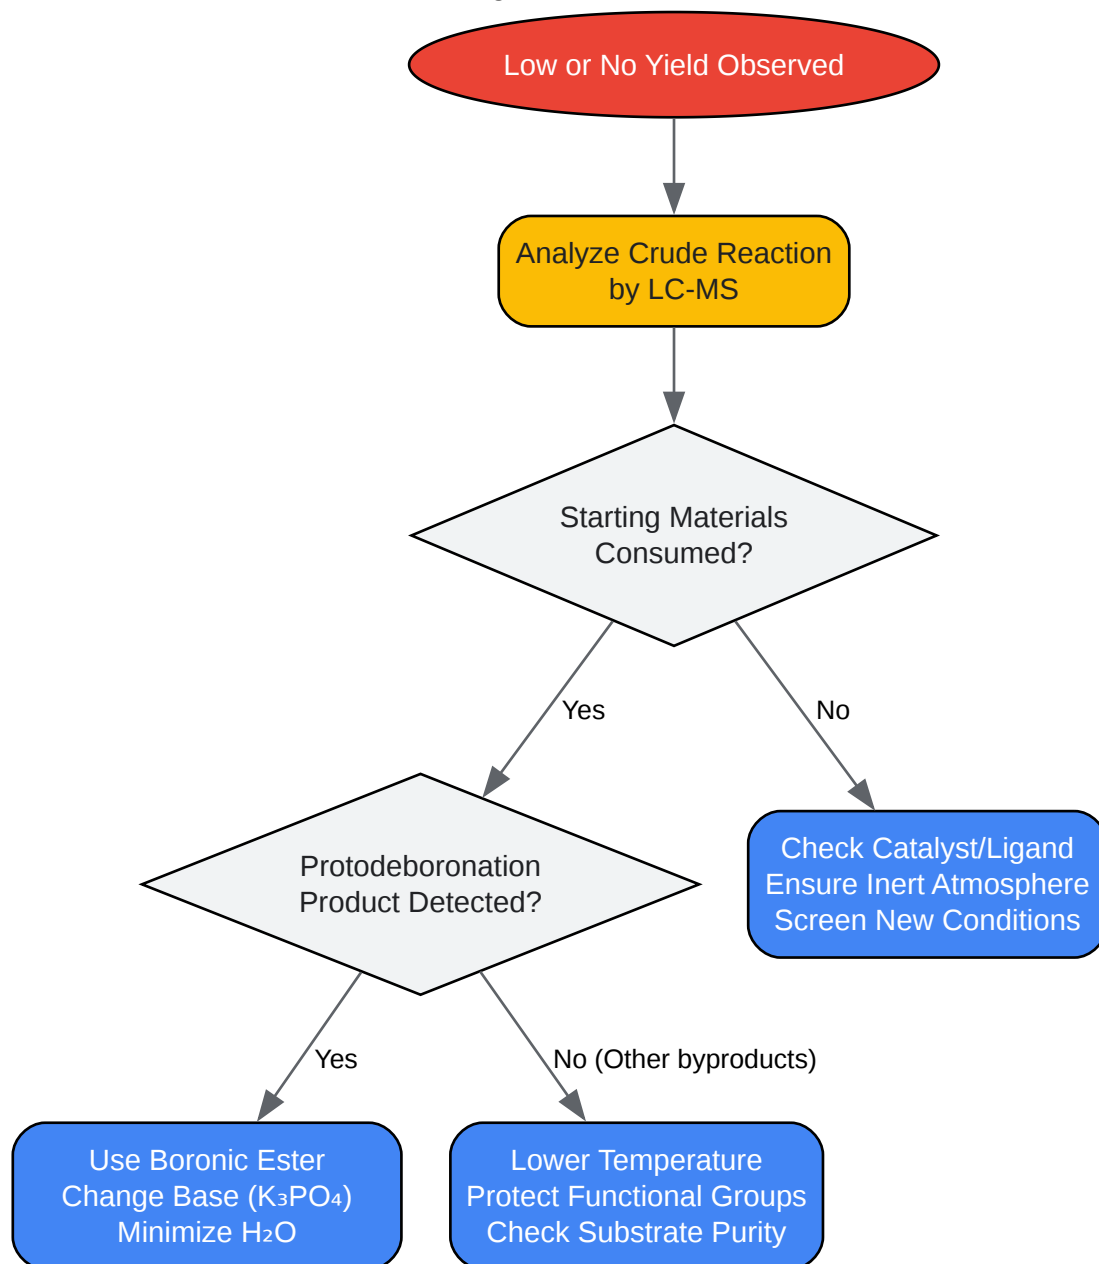 Low or No Yield Observed
Analyze Crude Reaction
by LC-MS
Starting Materials
Consumed?
Yes
No
Protodeboronation
Product Detected?
Check Catalyst/Ligand
Ensure Inert Atmosphere
Screen New Conditions
Yes
No (Other byproducts)
Use Boronic Ester
Change Base (K₃PO₄)
Minimize H₂O
Lower Temperature
Protect Functional Groups
Check Substrate Purity